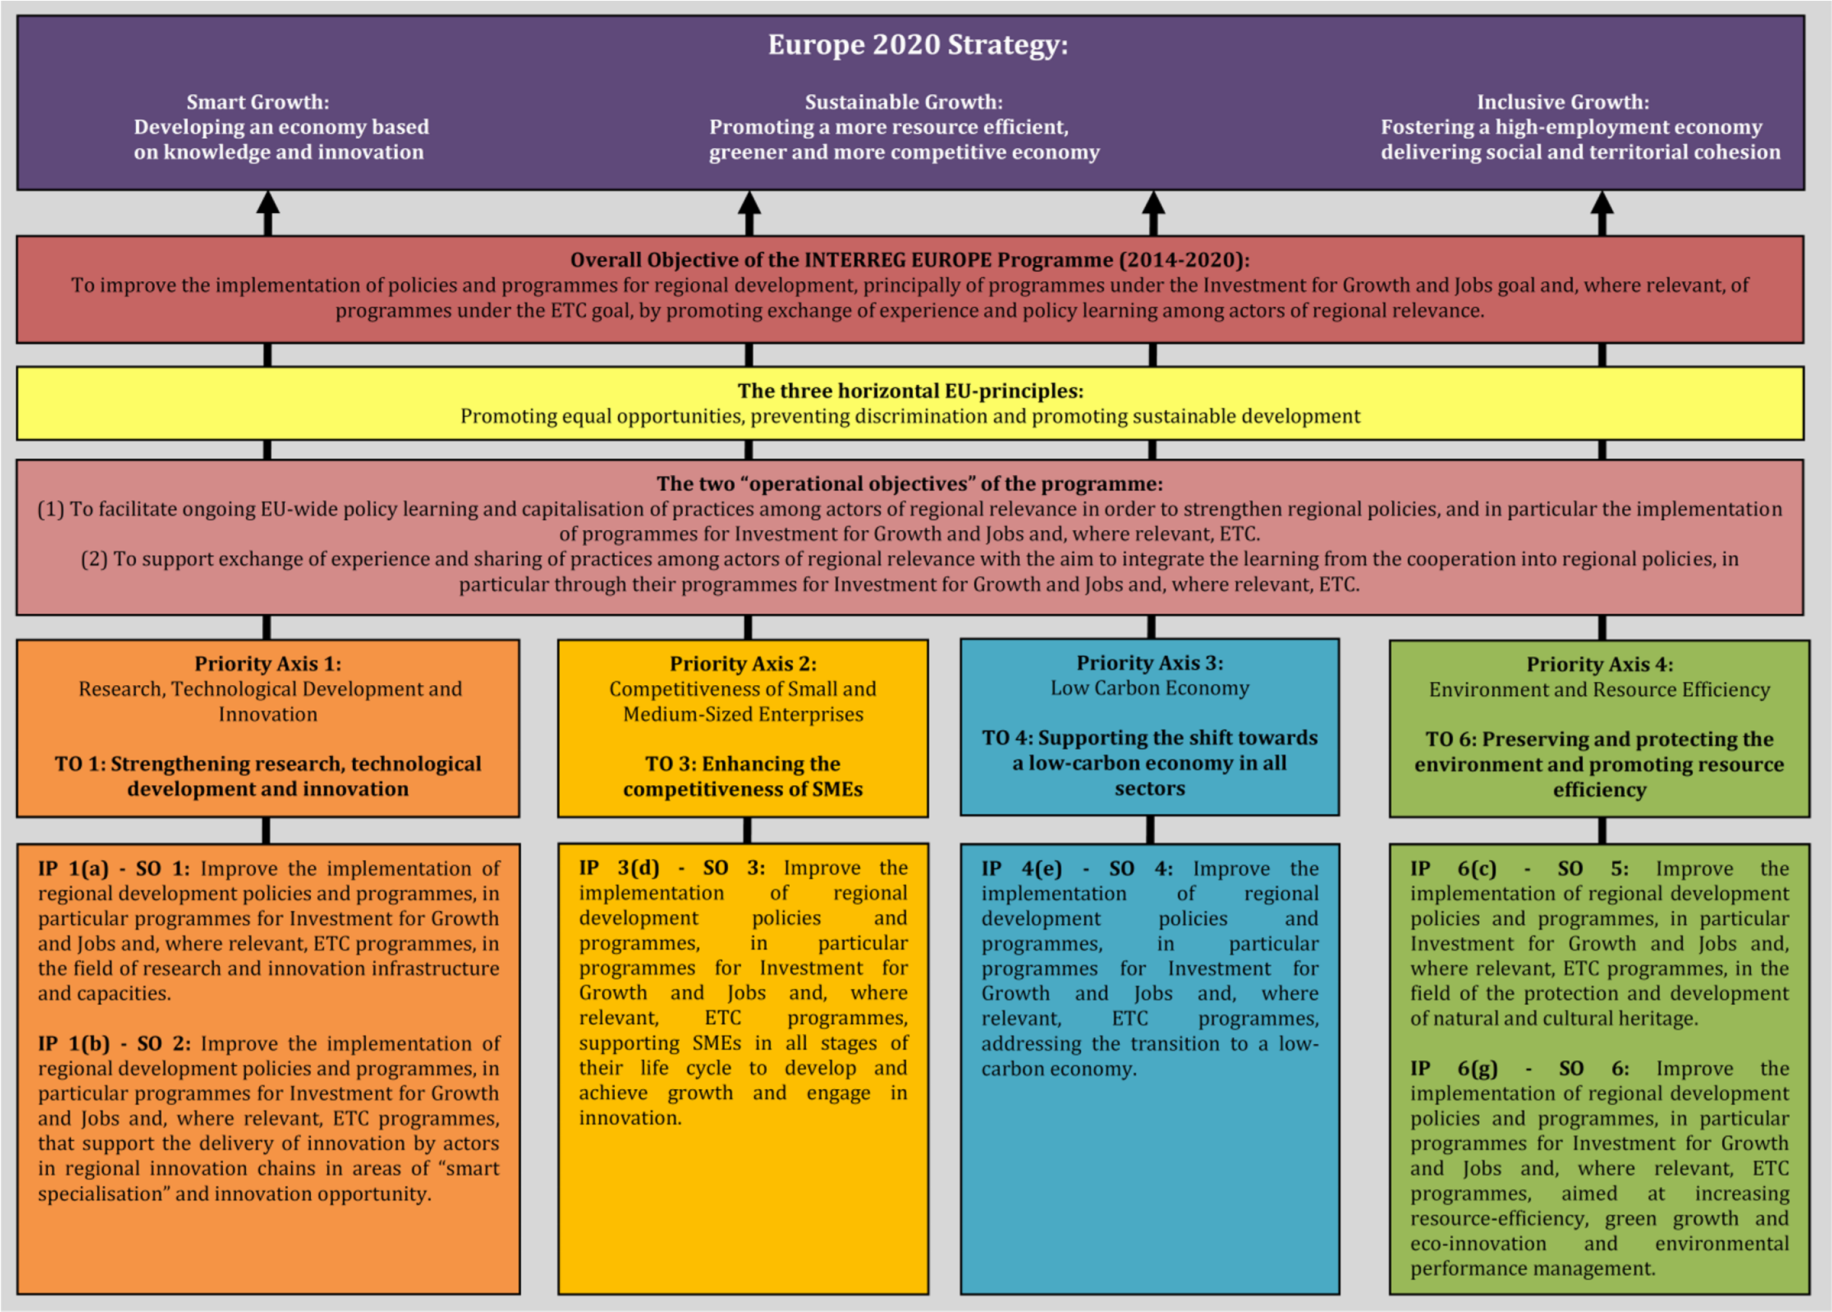 Europe 2020 Strategy:
Smart Growth:
Developing an economy based
on knowledge and innovation
Sustainable Growth:
Promoting a more resource efficient,
greener and more competitive economy
Inclusive Growth:
Fostering a high-employment economy
delivering social and territorial cohesion
Overall Objective of the INTERREG EUROPE Programme (2014-2020):
To improve the implementation of policies and programmes for regional development, principally of programmes under the Investment for Growth and Jobs goal and, where relevant, of
programmes under the ETC goal, by promoting exchange of experience and policy learning among actors of regional relevance.
The three horizontal EU-principles:
Promoting equal opportunities, preventing discrimination and promoting sustainable development
The two “operational objectives” of the programme:
(1) To facilitate ongoing EU-wide policy learning and capitalisation of practices among actors of regional relevance in order to strengthen regional policies, and in particular the implementation
of programmes for Investment for Growth and Jobs and, where relevant, ETC.
(2) To support exchange of experience and sharing of practices among actors of regional relevance with the aim to integrate the learning from the cooperation into regional policies, in
particular through their programmes for Investment for Growth and Jobs and, where relevant, ETC.
Priority Axis 1:
Research, Technological Development and
Innovation
TO 1: Strengthening research, technological
development and innovation
Priority Axis 2:
Competitiveness of Small and
Medium-Sized Enterprises
TO 3: Enhancing the
competitiveness of SMEs
Priority Axis 3:
Low Carbon Economy
TO 4: Supporting the shift towards
a low-carbon economy in all
sectors
Priority Axis 4:
Environment and Resource Efficiency
TO 6: Preserving and protecting the
environment and promoting resource
efficiency
IP 1(a) - SO 1: Improve the implementation of
regional development policies and programmes, in
particular programmes for Investment for Growth
and Jobs and, where relevant, ETC programmes, in
the field of research and innovation infrastructure
and capacities.
IP 1(b) - SO 2: Improve the implementation of
regional development policies and programmes, in
particular programmes for Investment for Growth
and Jobs and, where relevant, ETC programmes,
that support the delivery of innovation by actors
in regional innovation chains in areas of “smart
specialisation” and innovation opportunity.
IP 3(d) - SO 3: Improve the
implementation of regional
development policies and
programmes, in particular
programmes for Investment for
Growth and Jobs and, where
relevant, ETC programmes,
supporting SMEs in all stages of
their life cycle to develop and
achieve growth and engage in
innovation.
IP 4(e) - SO 4: Improve the
implementation of regional
development policies and
programmes, in particular
programmes for Investment for
Growth and Jobs and, where
relevant, ETC programmes,
addressing the transition to a low-
carbon economy.
IP 6(c) - SO 5: Improve the
implementation of regional development
policies and programmes, in particular
Investment for Growth and Jobs and,
where relevant, ETC programmes, in the
field of the protection and development
of natural and cultural heritage.
IP 6(g) - SO 6: Improve the
implementation of regional development
policies and programmes, in particular
programmes for Investment for Growth
and Jobs and, where relevant, ETC
programmes, aimed at increasing
resource-efficiency, green growth and
eco-innovation and environmental
performance management.